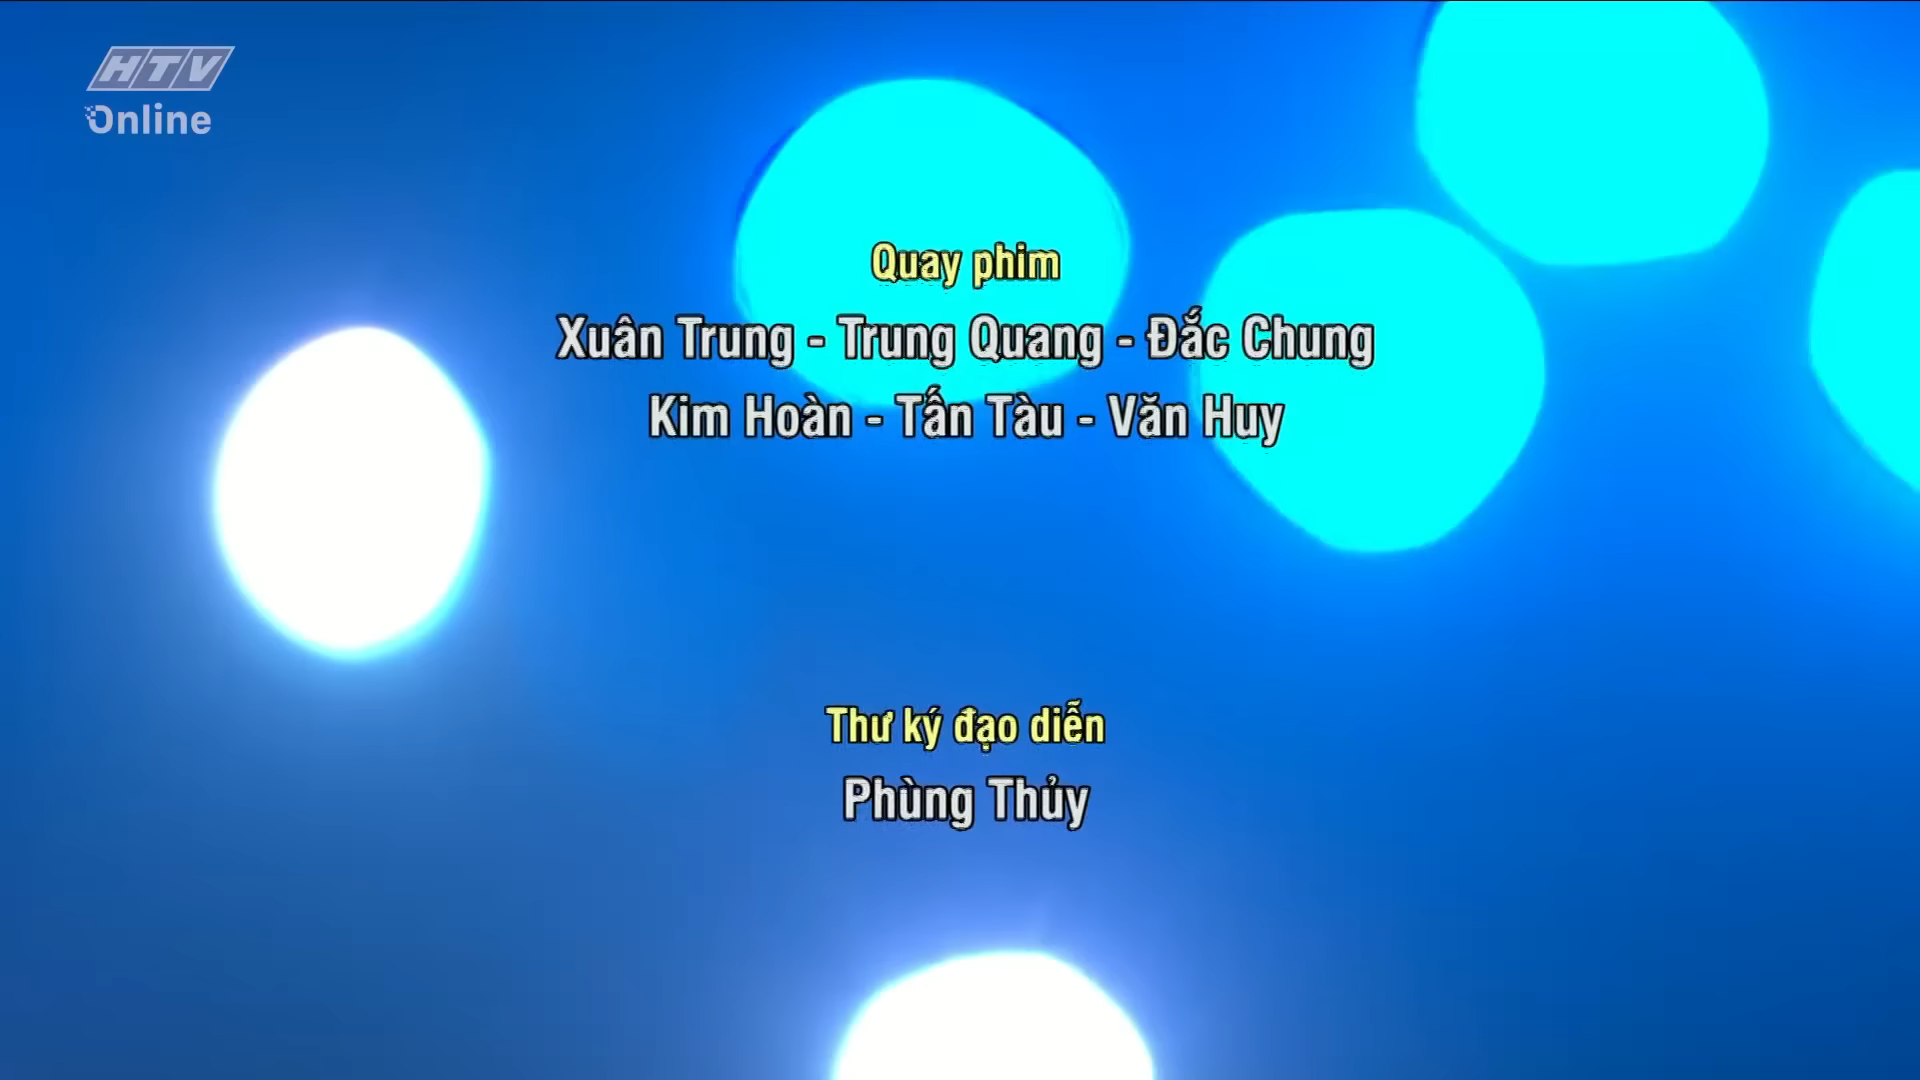 HTV
Online
Quay phim
Xuân Trung - Trung Quang - Đắc Chung
Kim Hoàn - Tấn Tàu - Văn Huy
Thư ký đạo diễn
Phùng Thủy